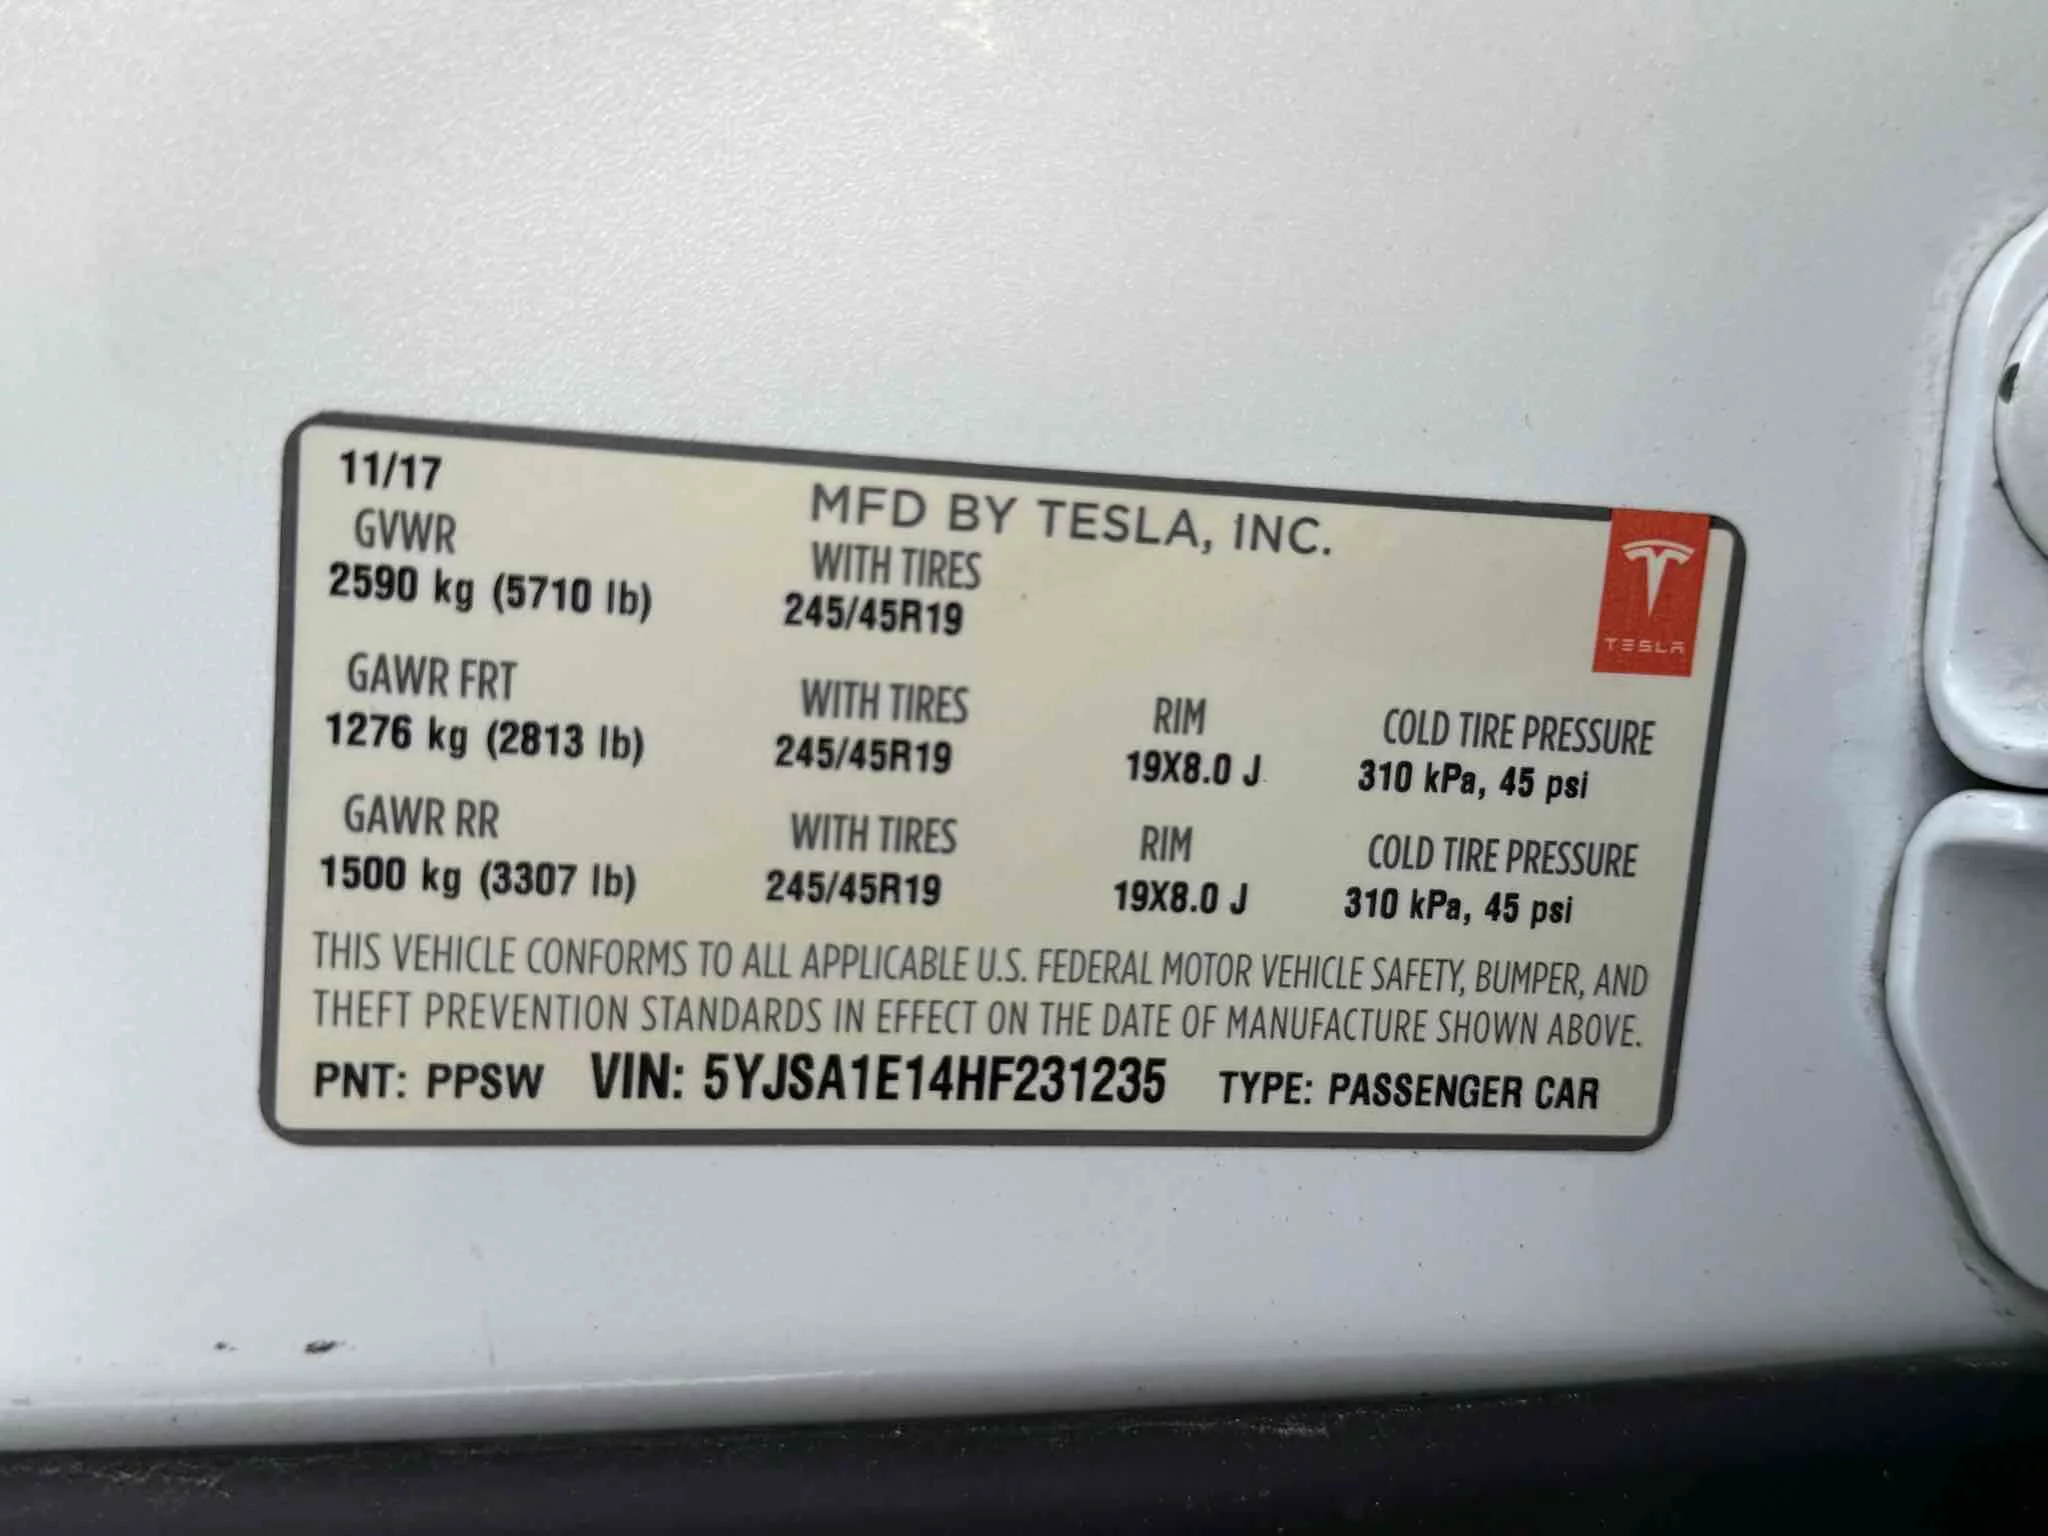 11/17
MFD BY TESLA, INC.
GVWR WITH TIRES
2590 kg (5710 lb) 245/45R19
TESLA
GAWR FRT WITH TIRES RIM COLD TIRE PRESSURE
1276 kg (2813 lb) 245/45R19 19X8.0 J 310 kPa, 45 psi
GAWR RR WITH TIRES RIM COLD TIRE PRESSURE
1500 kg (3307 lb) 245/45R19 19X8.0 J 310 kPa, 45 psi
THIS VEHICLE CONFORMS TO ALL APPLICABLE U.S. FEDERAL MOTOR VEHICLE SAFETY, BUMPER, AND
THEFT PREVENTION STANDARDS IN EFFECT ON THE DATE OF MANUFACTURE SHOWN ABOVE.
PNT: PPSW VIN: 5YJSA1E14HF231235 TYPE: PASSENGER CAR